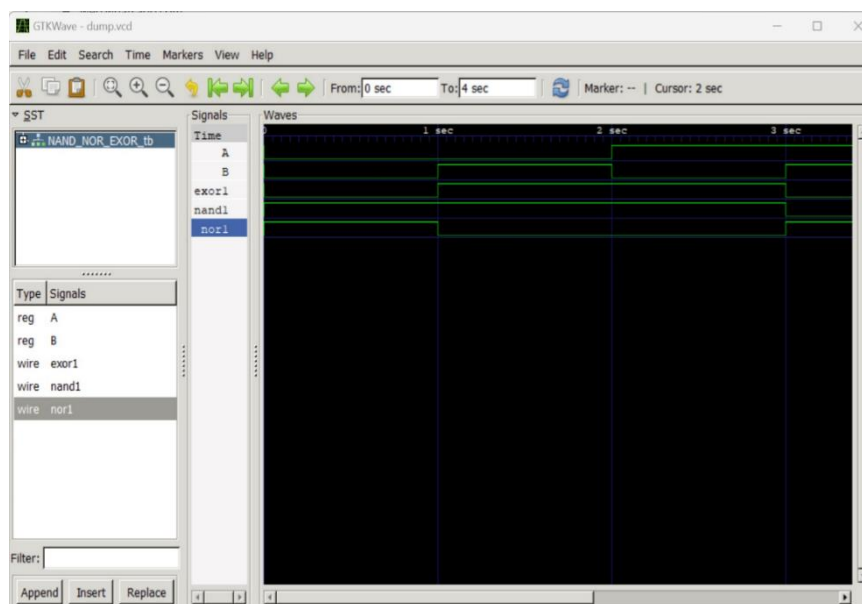 GTKWave - dump.vcd
File Edit Search Time Markers View Help
From: 0 sec To: 4 sec Marker: -- | Cursor: 2 sec
SST
NAND_NOR_EXOR_tb
Type Signals
reg A
reg B
wire exor1
wire nand1
wire nor1
Filter:
Append Insert Replace
Signals
Time
A
B
exor1
nand1
nor1
Waves
1 sec 2 sec 3 sec